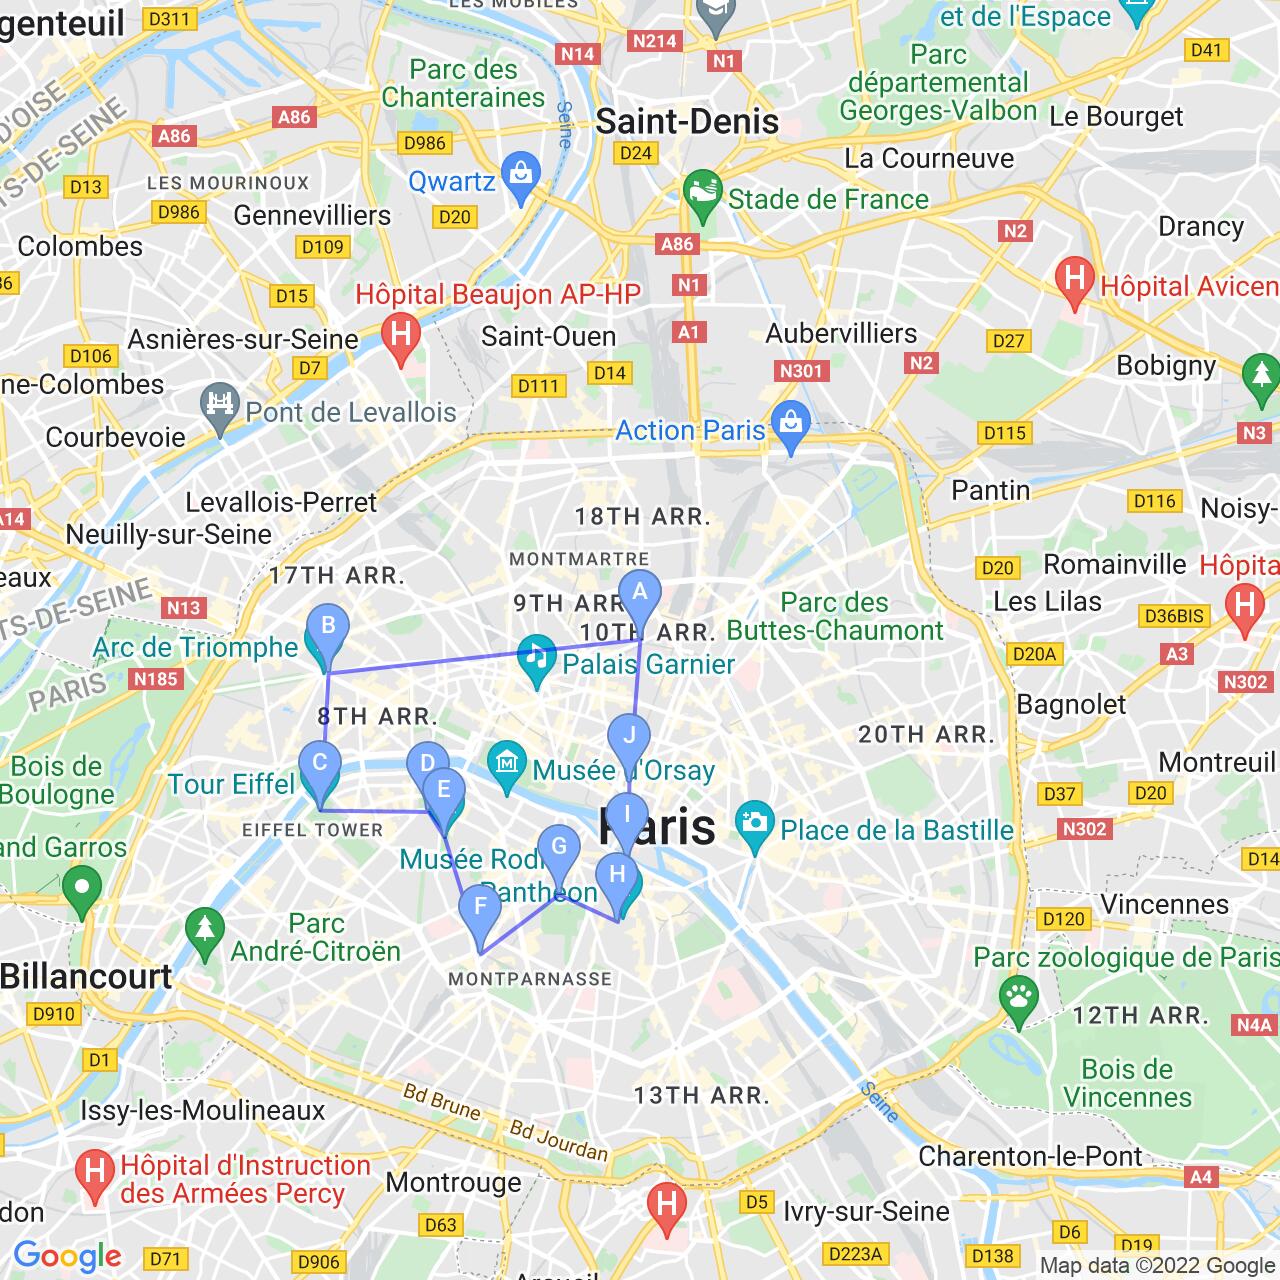 genteuil
D311
LES MOBILES
N14
N214
N1
et de l'Espace
D41
Parc des
Chanteraines
Seine
Parc
départemental
Georges-Valbon
D'OISE
TS-DE-SEINE
A86
A86
D986
Saint-Denis
D24
Le Bourget
La Courneuve
D13
LES MOURINOUX
Qwartz
Stade de France
D986
Gennevilliers
D20
Drancy
Colombes
D109
A86
N2
D15
N1
Hôpital Beaujon AP-HP
Hôpital Avicen
Asnières-sur-Seine
Saint-Ouen
A1
Aubervilliers
D27
D106
D7
N2
Bobigny
ne-Colombes
D111
D14
N301
Pont de Levallois
Courbevoie
Action Paris
D115
N3
Levallois-Perret
Pantin
D116
A14
18TH ARR.
Noisy-
Neuilly-sur-Seine
MONTMARTRE
Romainville
Hôpita
eaux
17TH ARR.
D20
TS-DE-SEINE
N13
9TH ARR
A
Parc des
Buttes-Chaumont
Les Lilas
D36BIS
B
10TH ARR.
Arc de Triomphe
Palais Garnier
D20A
A3
N185
N302
PARIS
Bagnolet
8TH ARR.
20TH ARR.
J
Bois de
Boulogne
C
D
Tour Eiffel
Musée d'Orsay
Montreuil
E
D37
D20
EIFFEL TOWER
I
Paris
Place de la Bastille
N302
and Garros
G
Musée Rodi
D14
H
Panthéon
F
D120
Vincennes
Parc
André-Citroën
Parc zoologique de Paris
Billancourt
MONTPARNASSE
D910
12TH ARR.
N4A
D1
Bois de
Vincennes
Bd Brune
13TH ARR.
Seine
Issy-les-Moulineaux
Bd Jourdan
Charenton-le-Pont
Hôpital d'Instruction
des Armées Percy
Montrouge
A4
don
D63
D5
Ivry-sur-Seine
D6
D19
Google
D71
D906
D223A
D138
Map data ©2022 Google